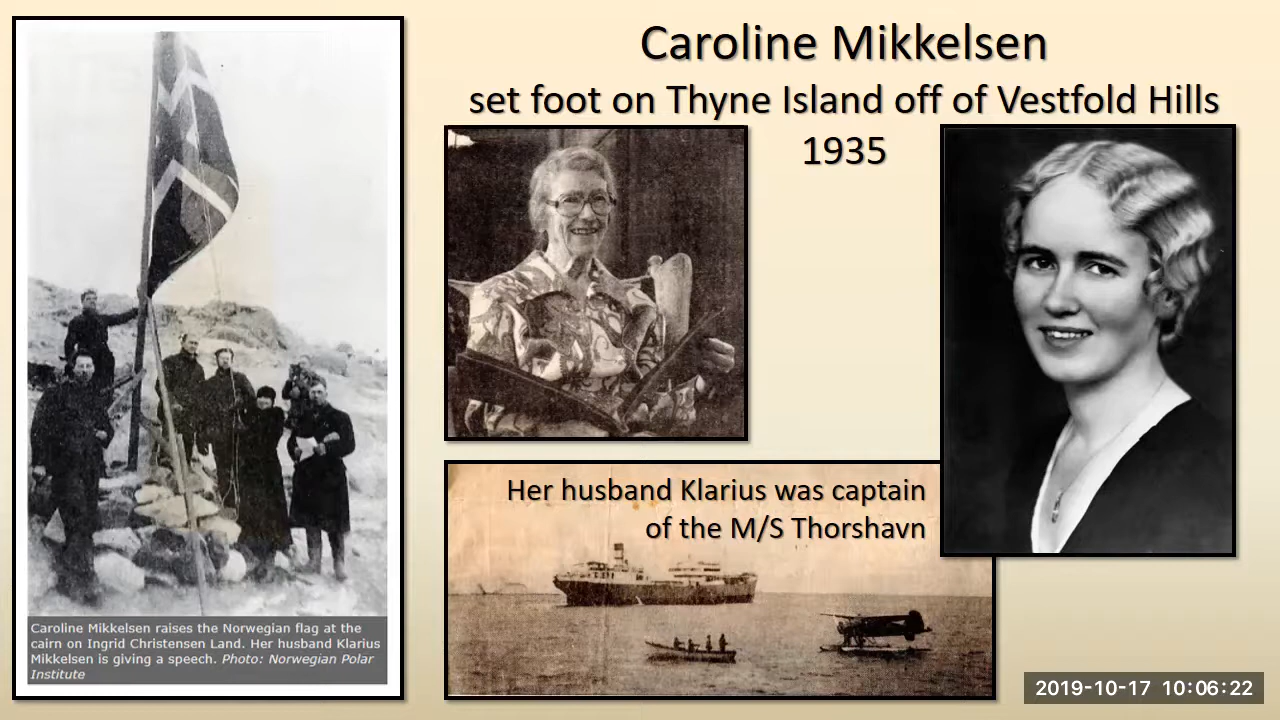 Caroline Mikkelsen
set foot on Thyne Island off of Vestfold Hills
1935
Her husband Klarius was captain
of the M/S Thorshavn
Caroline Mikkelsen raises the Norwegian flag at the
cairn on Ingrid Christensen Land. Her husband Klarius
Mikkelsen is giving a speech. Photo: Norwegian Polar
Institute
2019-10-17 10:06:22